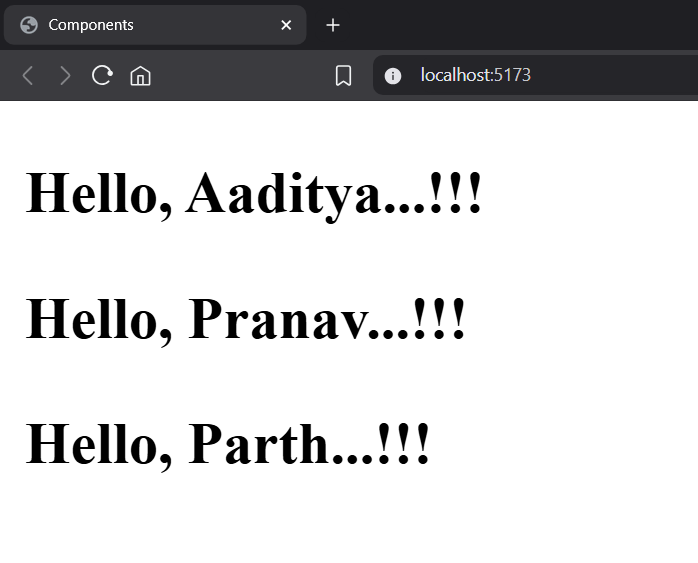 Components
localhost:5173
Hello, Aaditya...!!!
Hello, Pranav...!!!
Hello, Parth...!!!